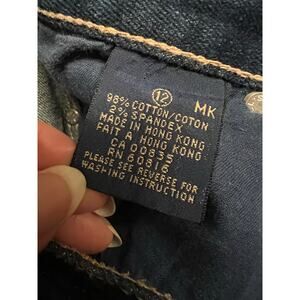 12 MK
98% COTTON/COTON
2% SPANDEX
MADE IN HONG KONG
FAIT A HONG KONG
CA 00835
RN 60816
PLEASE SEE REVERSE FOR
WASHING INSTRUCTION